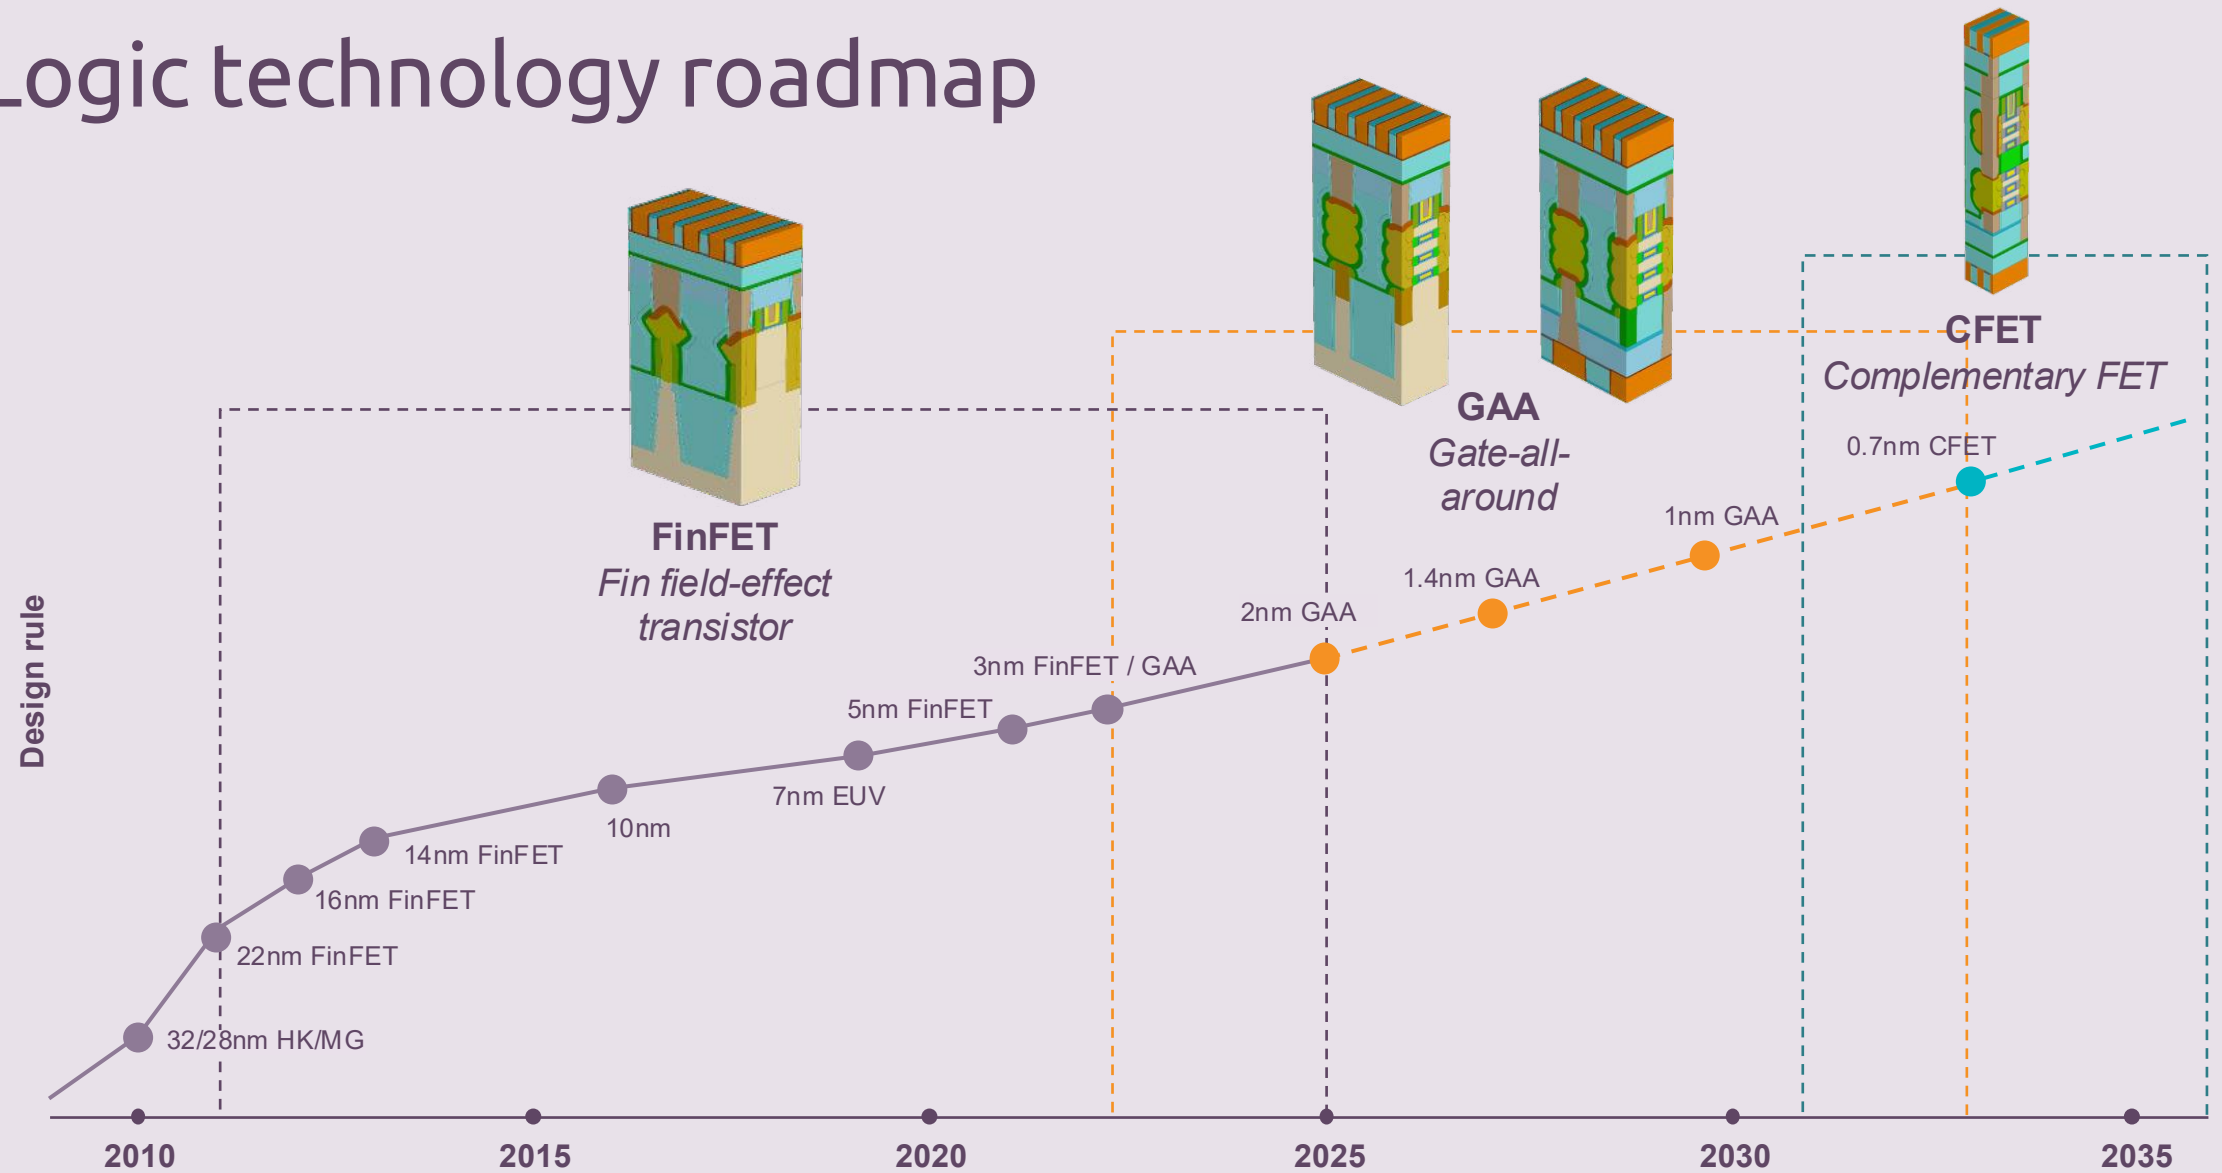 Logic technology roadmap
CFET
Complementary FET
GAA
Gate-all-
around
FinFET
Fin field-effect
transistor
Design rule
0.7nm CFET
1nm GAA
1.4nm GAA
2nm GAA
3nm FinFET / GAA
5nm FinFET
7nm EUV
10nm
14nm FinFET
16nm FinFET
22nm FinFET
32/28nm HK/MG
2010
2015
2020
2025
2030
2035